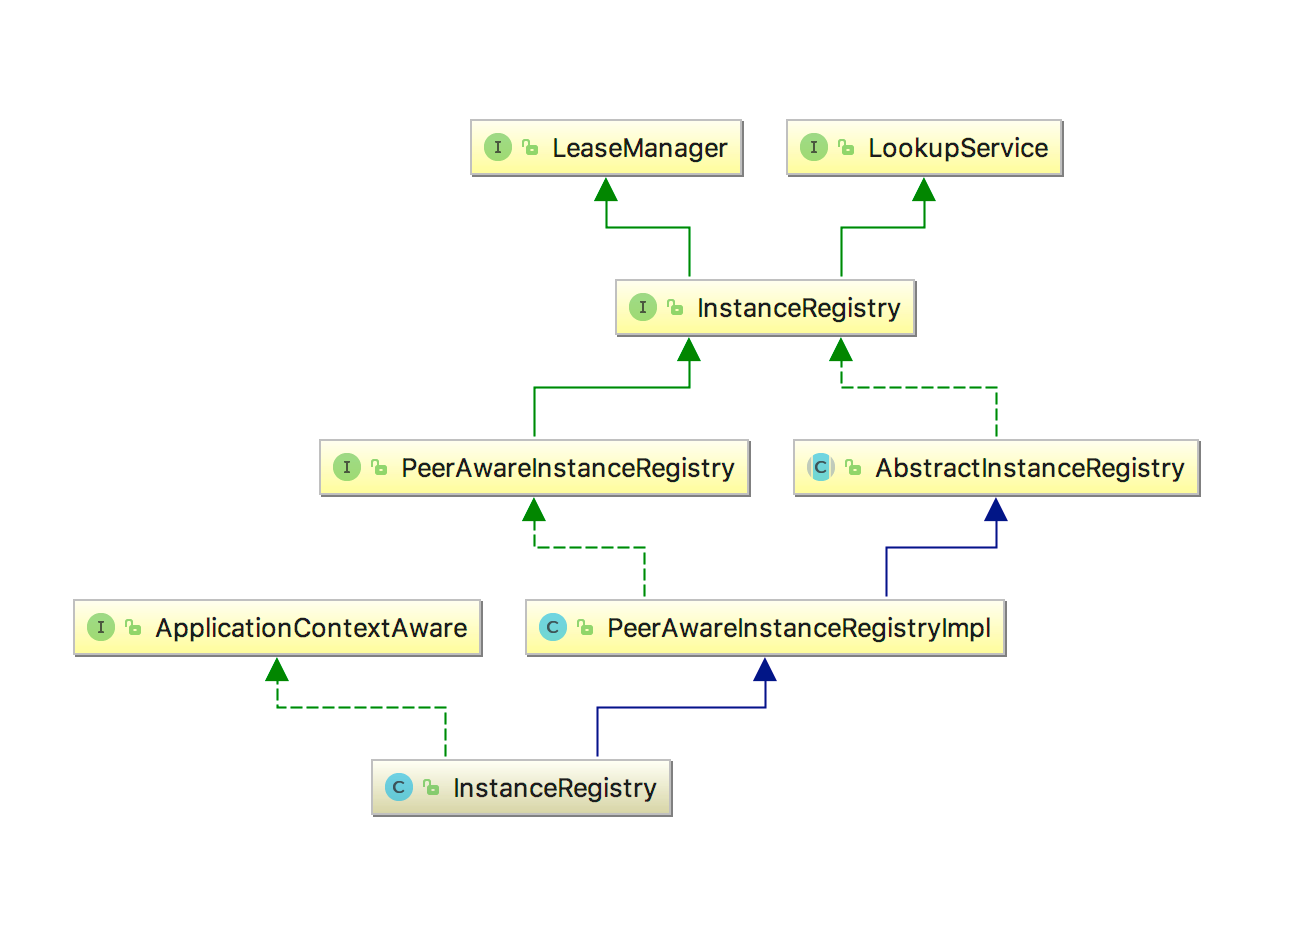 I LeaseManager
I LookupService
I InstanceRegistry
I PeerAwareInstanceRegistry
C AbstractInstanceRegistry
I ApplicationContextAware
C PeerAwareInstanceRegistryImpl
C InstanceRegistry